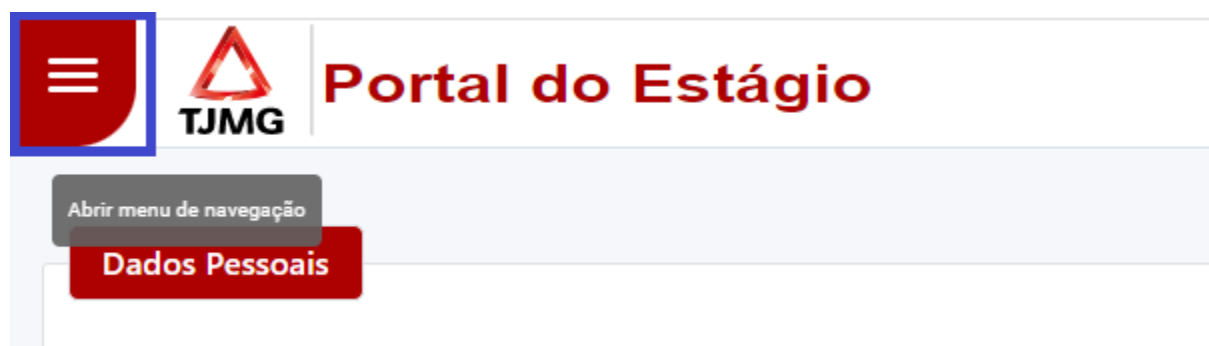 TJMG
Portal do Estágio
Abrir menu de navegação
Dados Pessoais